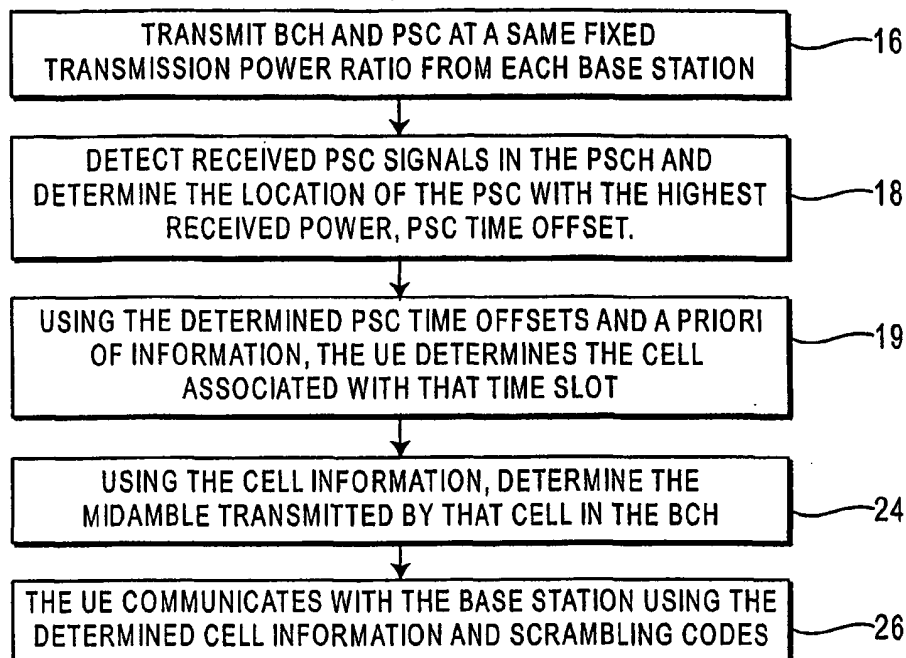 TRANSMIT BCH AND PSC AT A SAME FIXED
TRANSMISSION POWER RATIO FROM EACH BASE STATION
16
DETECT RECEIVED PSC SIGNALS IN THE PSCH AND
DETERMINE THE LOCATION OF THE PSC WITH THE HIGHEST
RECEIVED POWER, PSC TIME OFFSET.
18
USING THE DETERMINED PSC TIME OFFSETS AND A PRIORI
OF INFORMATION, THE UE DETERMINES THE CELL
ASSOCIATED WITH THAT TIME SLOT
19
USING THE CELL INFORMATION, DETERMINE THE
MIDAMBLE TRANSMITTED BY THAT CELL IN THE BCH
24
THE UE COMMUNICATES WITH THE BASE STATION USING THE
DETERMINED CELL INFORMATION AND SCRAMBLING CODES
26